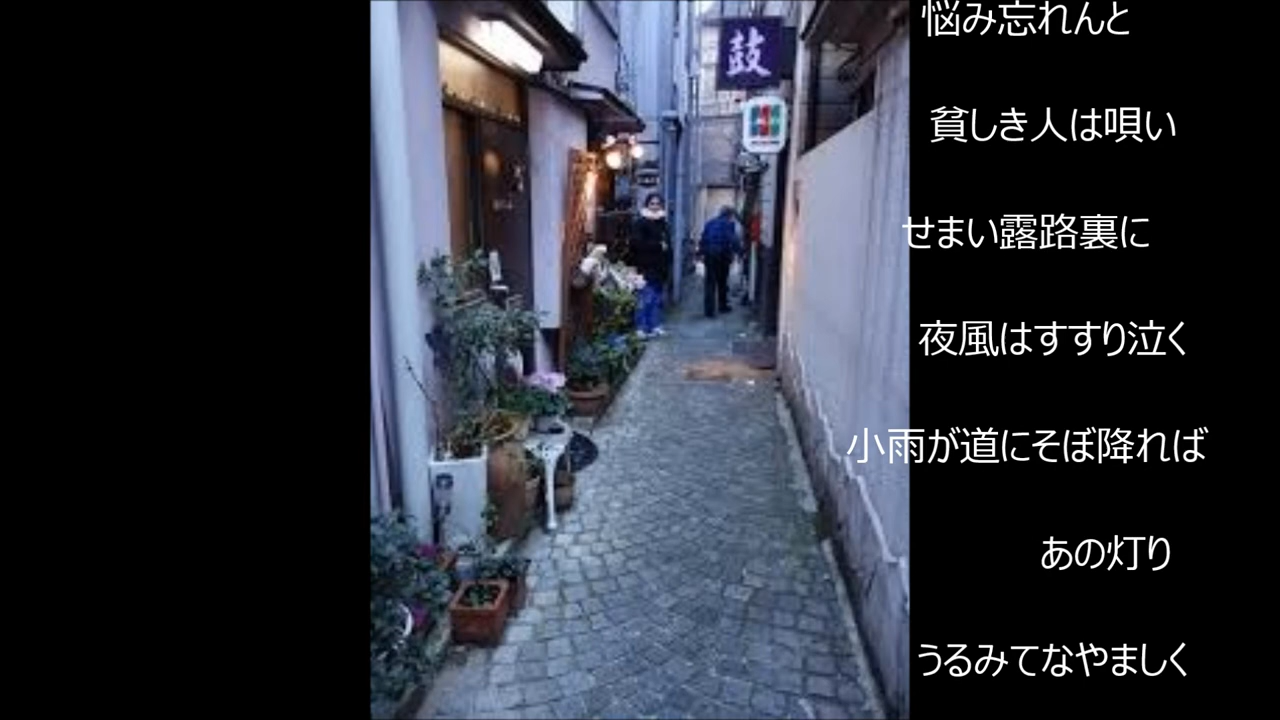 悩み忘れんと
貧しき人は唄い
せまい露路裏に
夜風はすすり泣く
小雨が道にそぼ降れば
あの灯り
うるみてなやましく
鼓
JCB